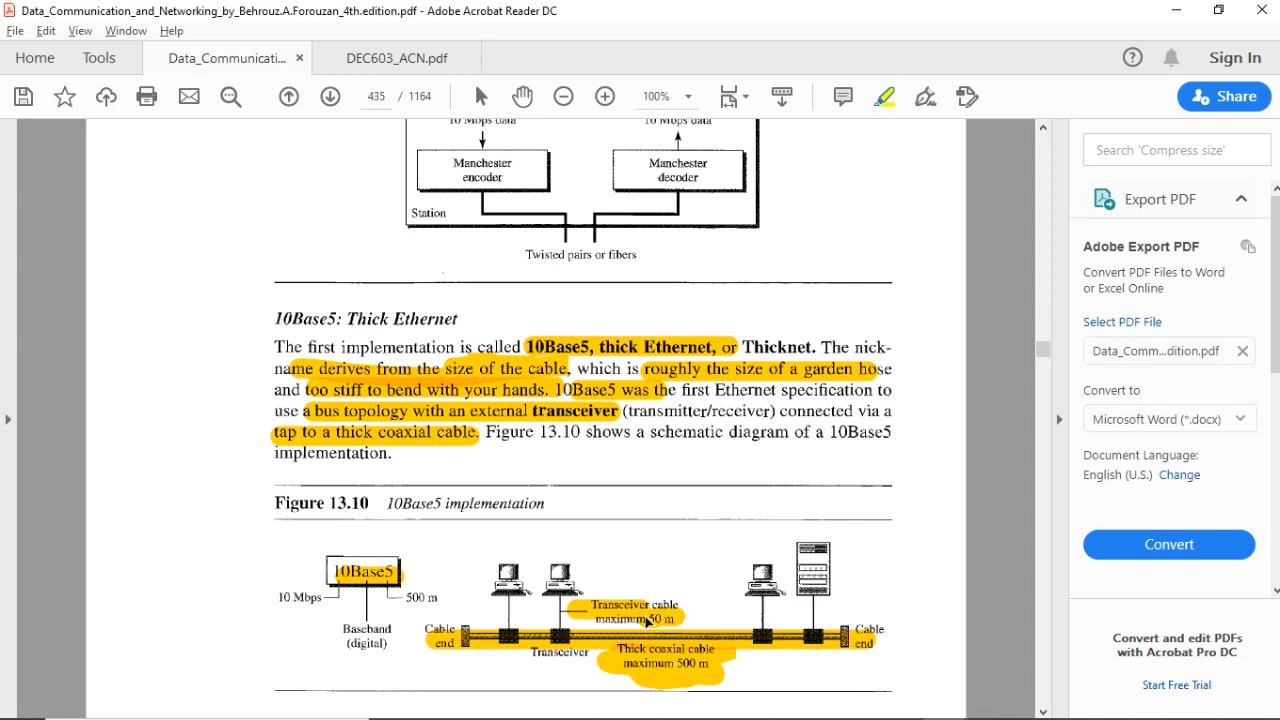 Data_Communication_and_Networking_by_Behrouz.A.Forouzan_4th.edition.pdf - Adobe Acrobat Reader DC
File Edit View Window Help
Home Tools Data_Communicati... × DEC603_ACN.pdf Sign In
435 / 1164 100% Share
10 Mbps data 10 Mbps data
Manchester encoder
Manchester decoder
Station
Twisted pairs or fibers
10Base5: Thick Ethernet
The first implementation is called 10Base5, thick Ethernet, or Thicknet. The nick-
name derives from the size of the cable, which is roughly the size of a garden hose
and too stiff to bend with your hands. 10Base5 was the first Ethernet specification to
use a bus topology with an external transceiver (transmitter/receiver) connected via a
tap to a thick coaxial cable. Figure 13.10 shows a schematic diagram of a 10Base5
implementation.
Figure 13.10 10Base5 implementation
10Base5
10 Mbps
500 m
Baseband
(digital)
Transceiver cable
maximum 50 m
Cable
end
Cable
end
Transceiver
Thick coaxial cable
maximum 500 m
Search 'Compress size'
Export PDF
Adobe Export PDF
Convert PDF Files to Word
or Excel Online
Select PDF File
Data_Comm...dition.pdf
Convert to
Microsoft Word (*.docx)
Document Language:
English (U.S.) Change
Convert
Convert and edit PDFs
with Acrobat Pro DC
Start Free Trial